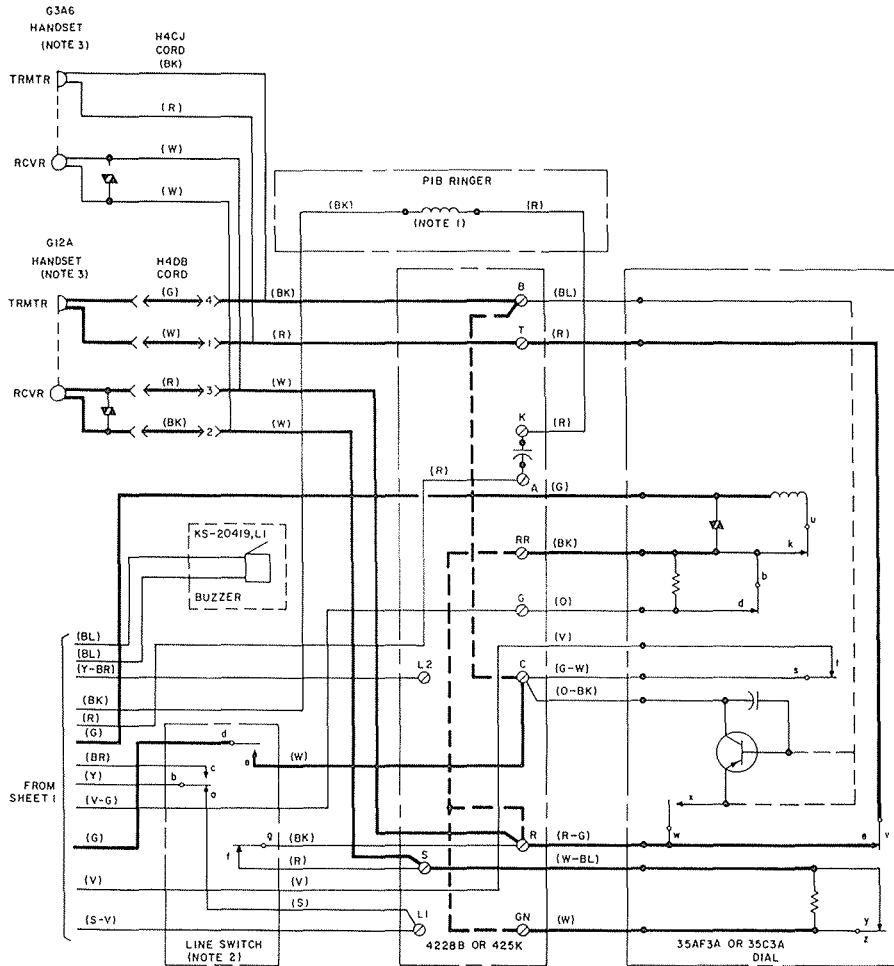 G3A6
HANDSET
(NOTE 3)
H4CJ
CORD
(BK)
TRMTR
(R)
(W)
RCVR
(W)
PIB RINGER
(BK)
(R)
(NOTE 1)
G12A
HANDSET
(NOTE 3)
H4DB
CORD
(G)
4
(BK)
B
(BL)
TRMTR
(W)
1
(R)
T
(R)
(R)
3
(W)
RCVR
(BK)
2
(W)
K
(R)
(R)
A
(G)
u
KS-20419,L1
RR
(BK)
k
b
BUZZER
G
(O)
d
(BL)
(V)
(BL)
L2
C
(G-W)
s
t
(Y-BR)
(O-BK)
(BK)
(R)
(G)
d
(BR)
c
a
(W)
FROM
SHEET 1
(Y)
b
a
x
(V-G)
w
e
v
(G)
g
(BK)
R
(R-G)
f
(R)
S
(W-BL)
(V)
(V)
(S)
(S-V)
L1
GN
(W)
y
z
LINE SWITCH
(NOTE 2)
4228B OR 425K
35AF3A OR 35C3A
DIAL